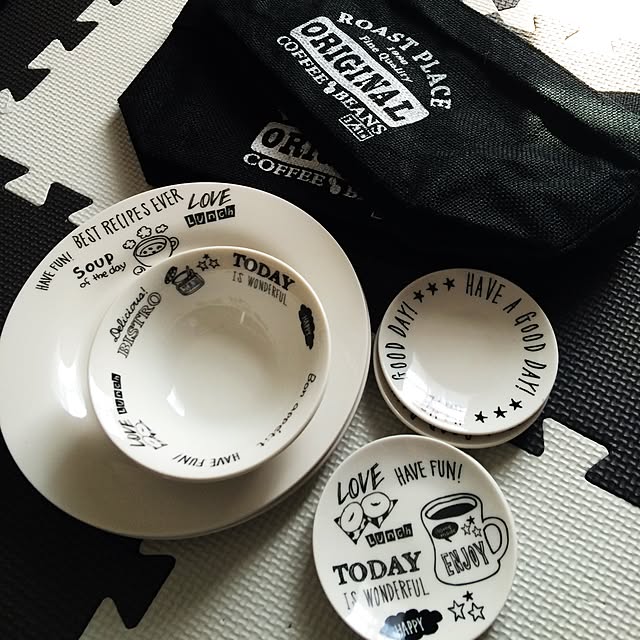 ROAST PLACE
1990
Fine Quality
ORIGINAL
COFFEE BEANS
COFFEE
HAVE FUN! BEST RECIPES EVER LOVE
Lunch
Soup
of the day
TODAY
IS WONDERFUL
Delicious!
BISTRO
LOVE Lunch
HAVE FUN!
Bon appetit
GOOD DAY! HAVE A GOOD DAY!
LOVE HAVE FUN!
Lunch
ENJOY
TODAY
IS WONDERFUL
HAPPY